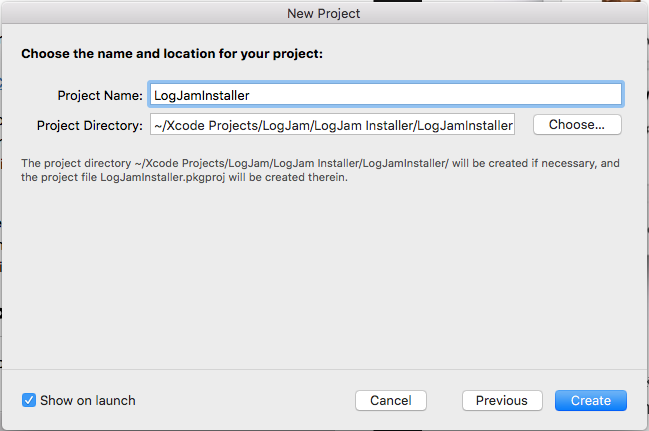 New Project
Choose the name and location for your project:
Project Name: LogJamInstaller
Project Directory: ~/Xcode Projects/LogJam/LogJam Installer/LogJamInstaller Choose...
The project directory ~/Xcode Projects/LogJam/LogJam Installer/LogJamInstaller/ will be created if necessary, and
the project file LogJamInstaller.pkgproj will be created therein.
Show on launch Cancel Previous Create